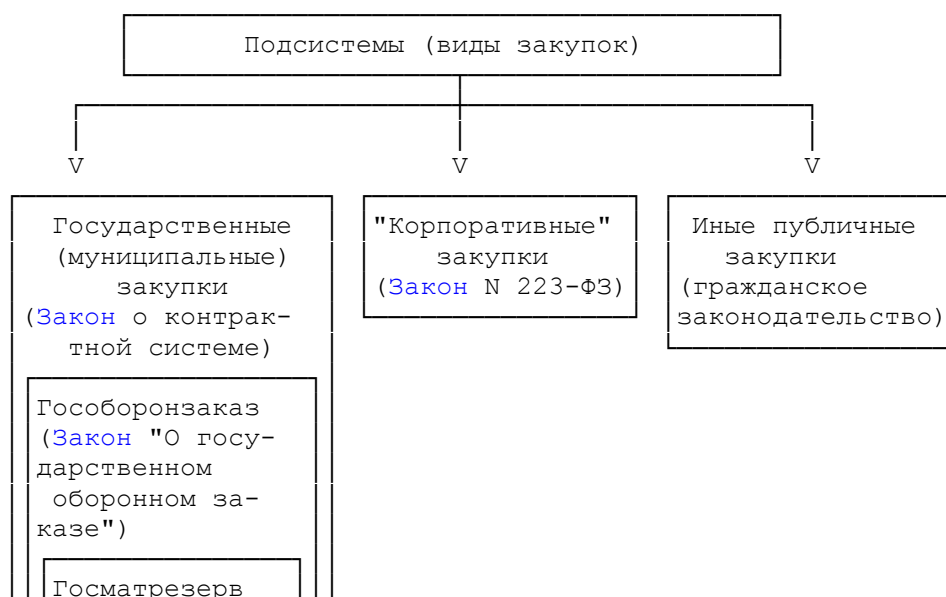 Подсистемы (виды закупок)
V
V
V
Государственные
(муниципальные)
закупки
(Закон о контрак-
тной системе)
Гособоронзаказ
(Закон "О госу-
дарственном
оборонном за-
казе")
Госматрезерв
"Корпоративные"
закупки
(Закон N 223-ФЗ)
Иные публичные
закупки
(гражданское
законодательство)